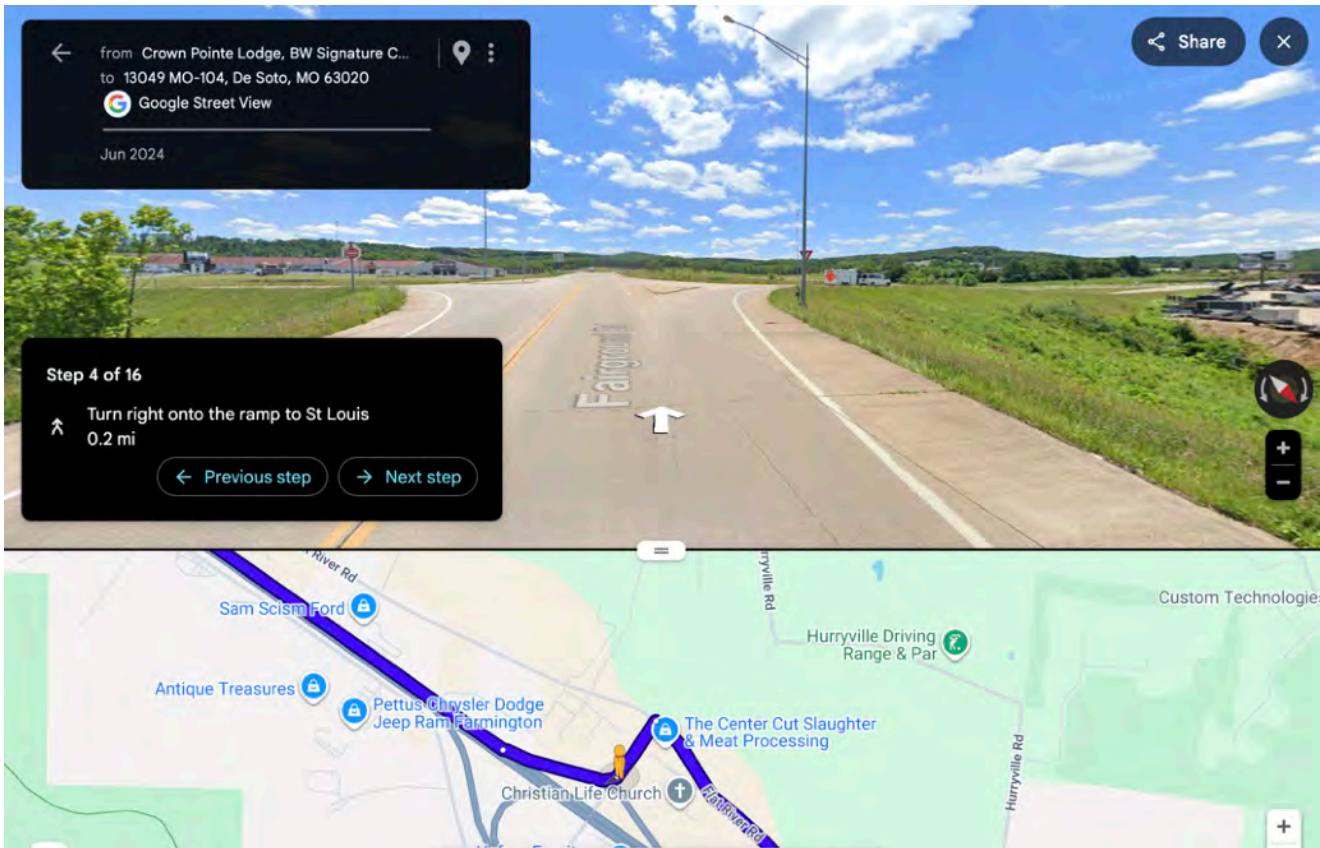 from Crown Pointe Lodge, BW Signature C...
to 13049 MO-104, De Soto, MO 63020
Google Street View
Jun 2024
Share
Step 4 of 16
Turn right onto the ramp to St Louis
0.2 mi
Previous step
Next step
River Rd
Sam Scism Ford
Antique Treasures
Pettus Chrysler Dodge
Jeep Ram Farmington
The Center Cut Slaughter
& Meat Processing
Christian Life Church
Flat River Rd
Hurryville Driving
Range & Par
Hurryville Rd
Custom Technologies